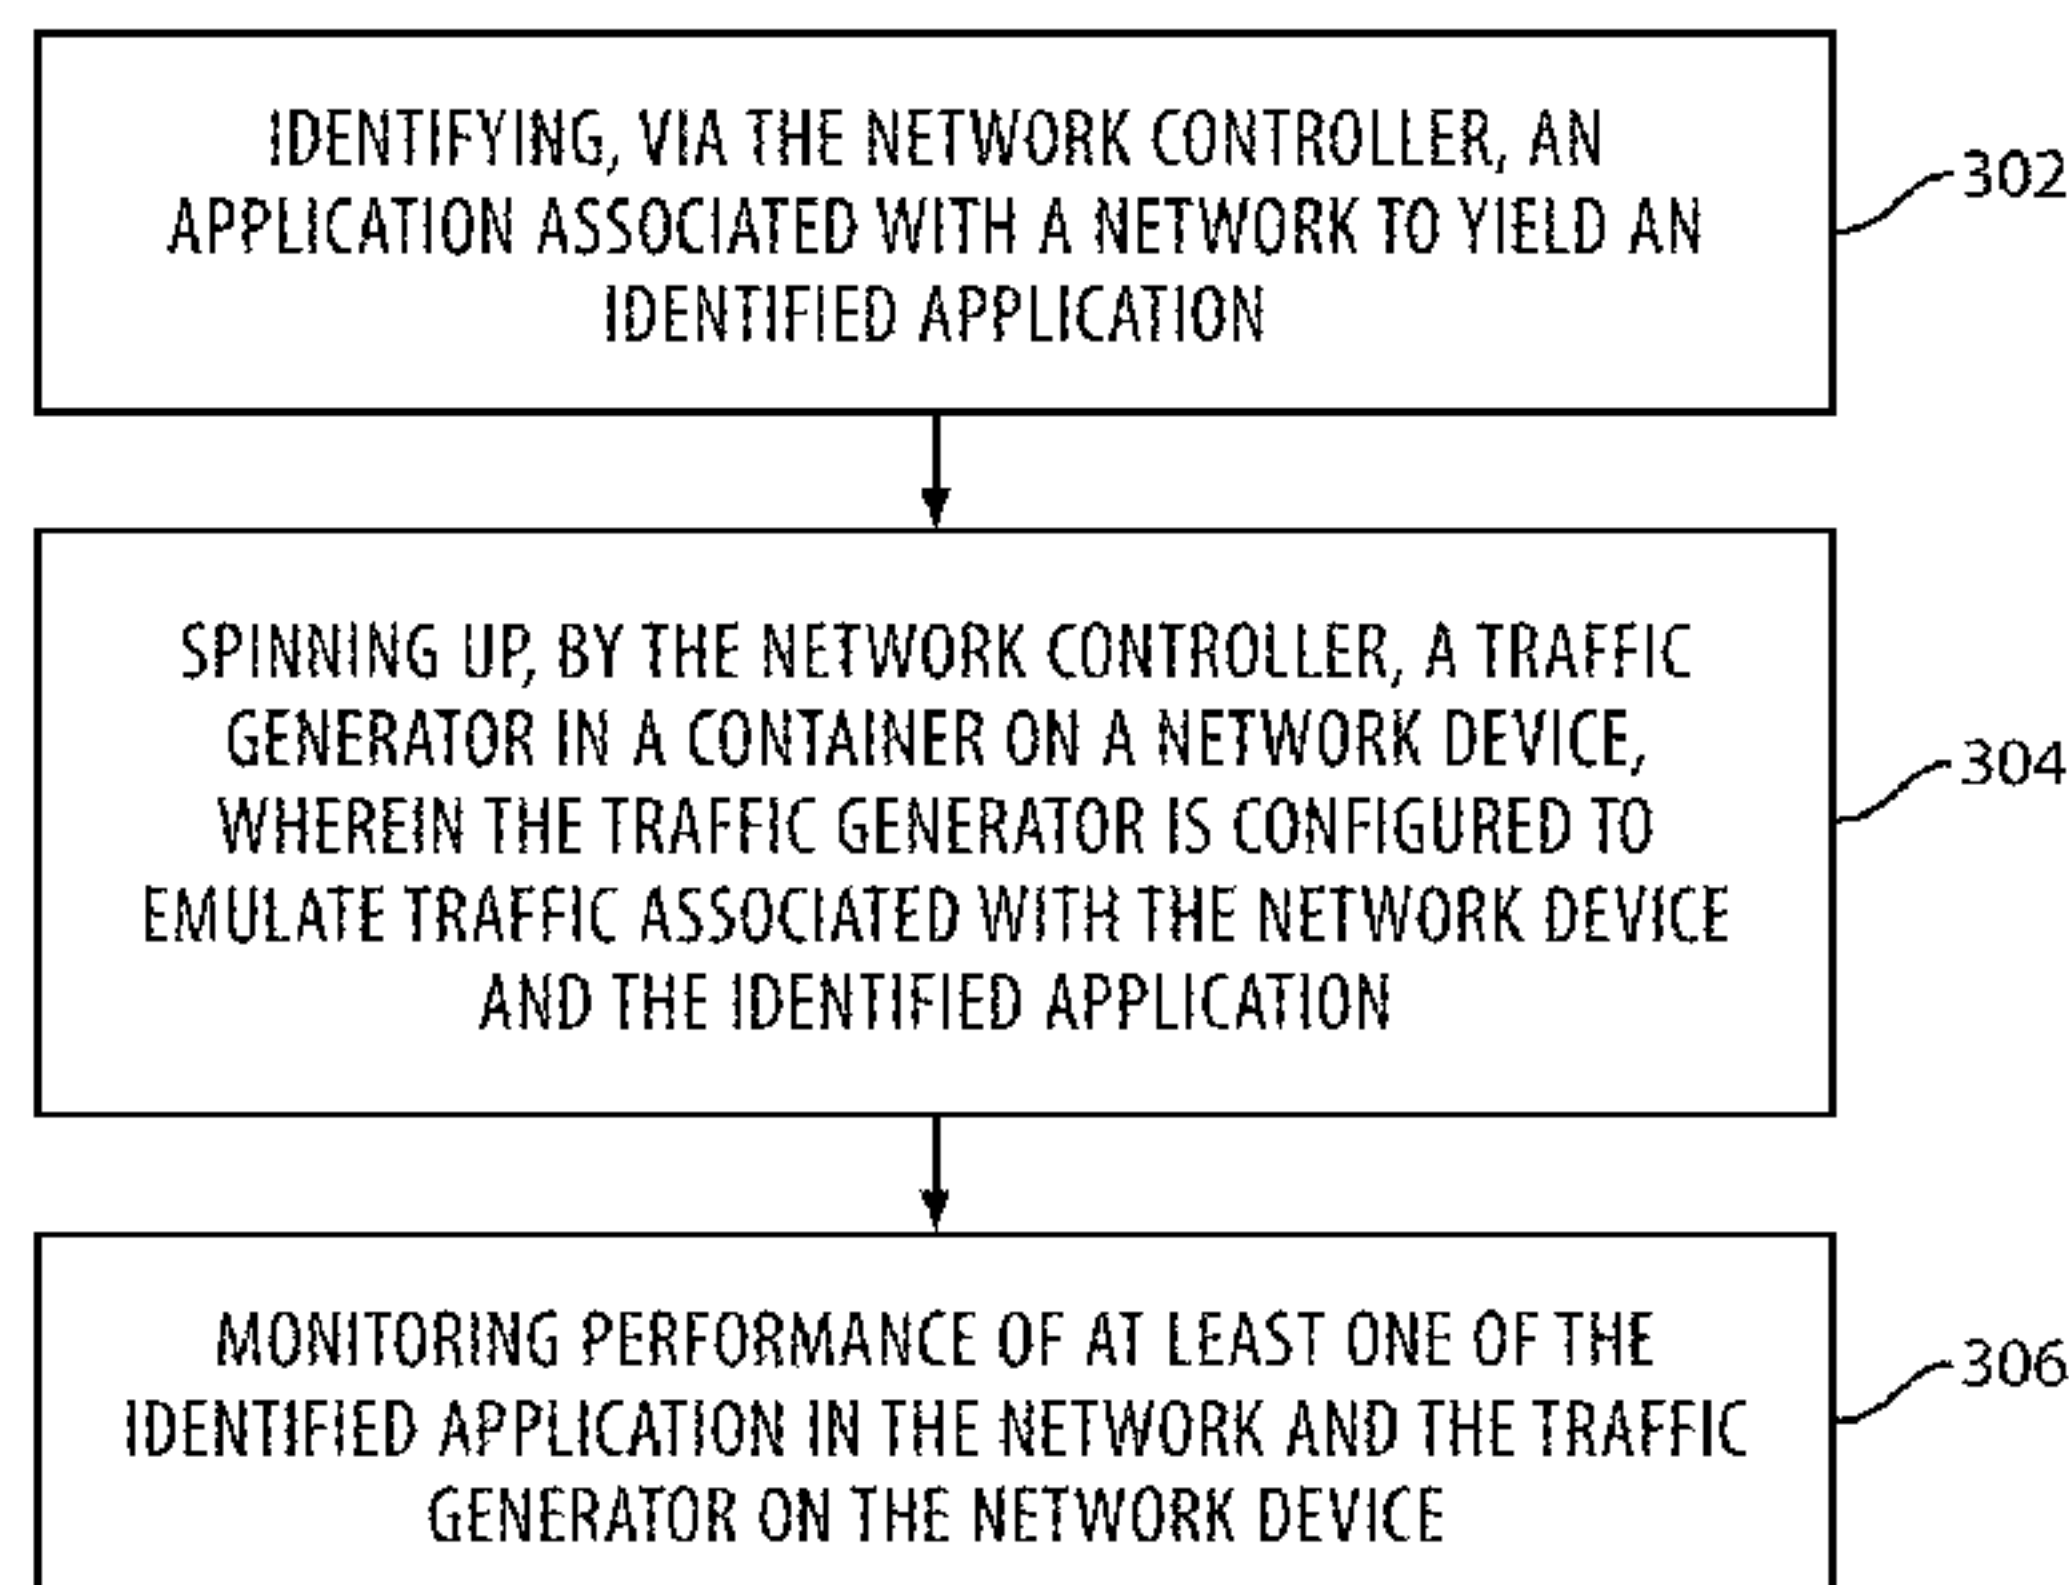 IDENTIFYING, VIA THE NETWORK CONTROLLER, AN
APPLICATION ASSOCIATED WITH A NETWORK TO YIELD AN
IDENTIFIED APPLICATION
302
SPINNING UP, BY THE NETWORK CONTROLLER, A TRAFFIC
GENERATOR IN A CONTAINER ON A NETWORK DEVICE,
WHEREIN THE TRAFFIC GENERATOR IS CONFIGURED TO
EMULATE TRAFFIC ASSOCIATED WITH THE NETWORK DEVICE
AND THE IDENTIFIED APPLICATION
304
MONITORING PERFORMANCE OF AT LEAST ONE OF THE
IDENTIFIED APPLICATION IN THE NETWORK AND THE TRAFFIC
GENERATOR ON THE NETWORK DEVICE
306